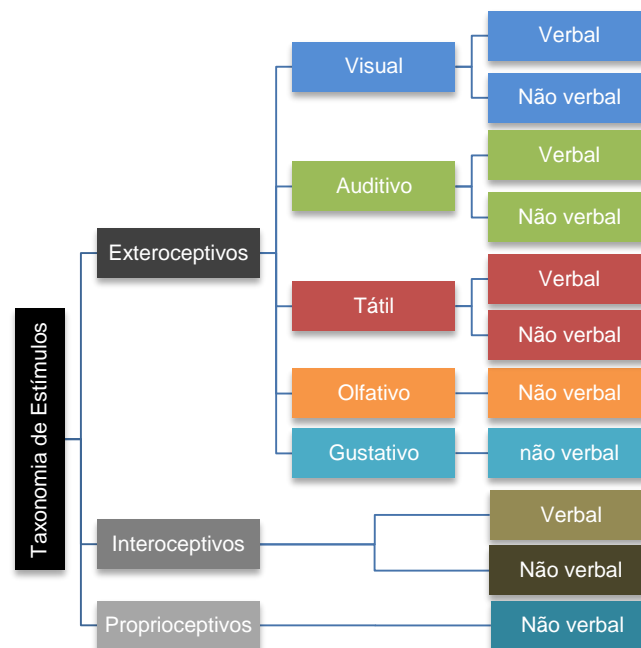 Taxonomia de Estímulos
Exteroceptivos
Visual
Verbal
Não verbal
Auditivo
Verbal
Não verbal
Tátil
Verbal
Não verbal
Olfativo
Não verbal
Gustativo
não verbal
Interoceptivos
Verbal
Não verbal
Proprioceptivos
Não verbal